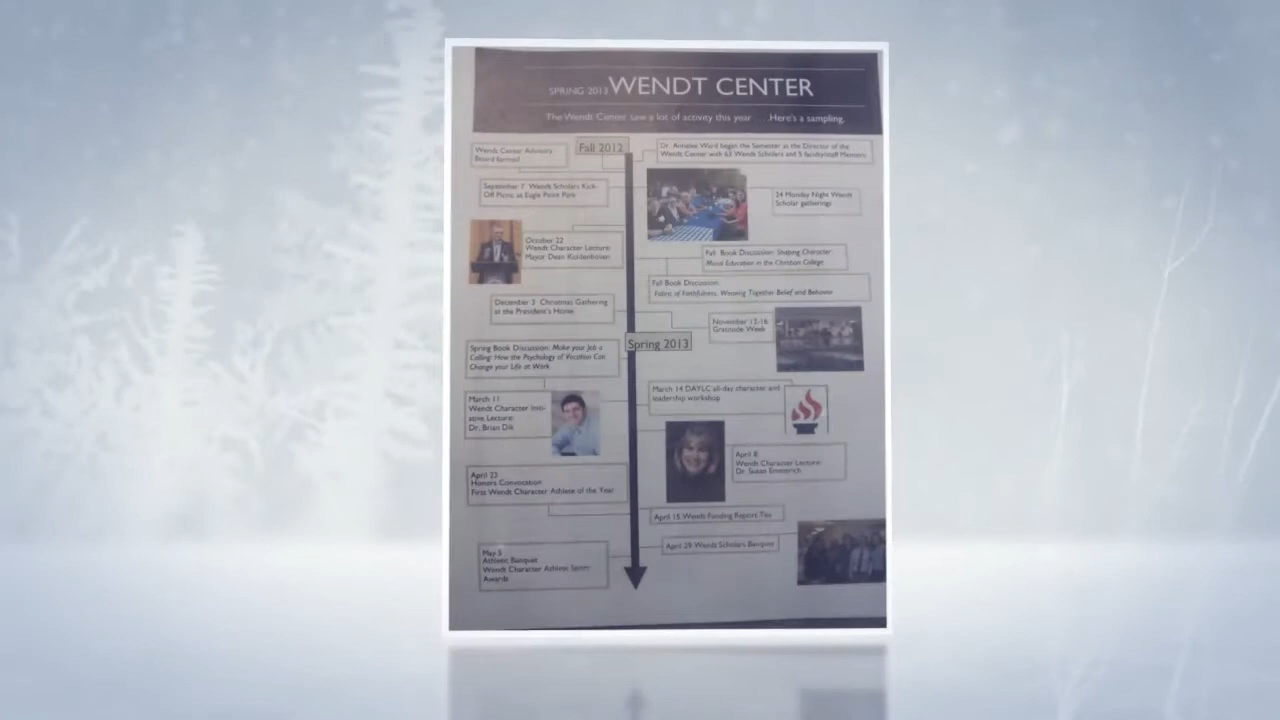 SPRING 2013 WENDT CENTER
The Wendt Center saw a lot of activity this year Here's a sampling.
Fall 2012
Wendt Center Advisory
Board formed
Dr. Annalee Ward began the Semester as the Director of the
Wendt Center with 63 Wendt Scholars and 5 faculty/staff Mentors
September 7 Wendt Scholars Kick-
Off Picnic at Eagle Point Park
24 Monday Night Wendt
Scholar gatherings
October 22
Wendt Character Lecture:
Mayor Dean Koldenhoven
Fall Book Discussion: Shaping Character:
Moral Education in the Christian College
Fall Book Discussion:
Fabric of Faithfulness, Weaving Together Belief and Behavior
December 3 Christmas Gathering
at the President's Home
November 12-16
Gratitude Week
Spring 2013
Spring Book Discussion: Make your Job a
Calling: How the Psychology of Vocation Can
Change your Life at Work
March 14 DAYLC all-day character and
leadership workshop
March 11
Wendt Character Initi-
ative Lecture:
Dr. Brian Dik
April 8
Wendt Character Lecture:
Dr. Susan Emmerich
April 23
Honors Convocation
First Wendt Character Athlete of the Year
April 15 Wendt Funding Report Tea
April 29 Wendt Scholars Banquet
May 5
Athletic Banquet
Wendt Character Athletic Spirit
Awards